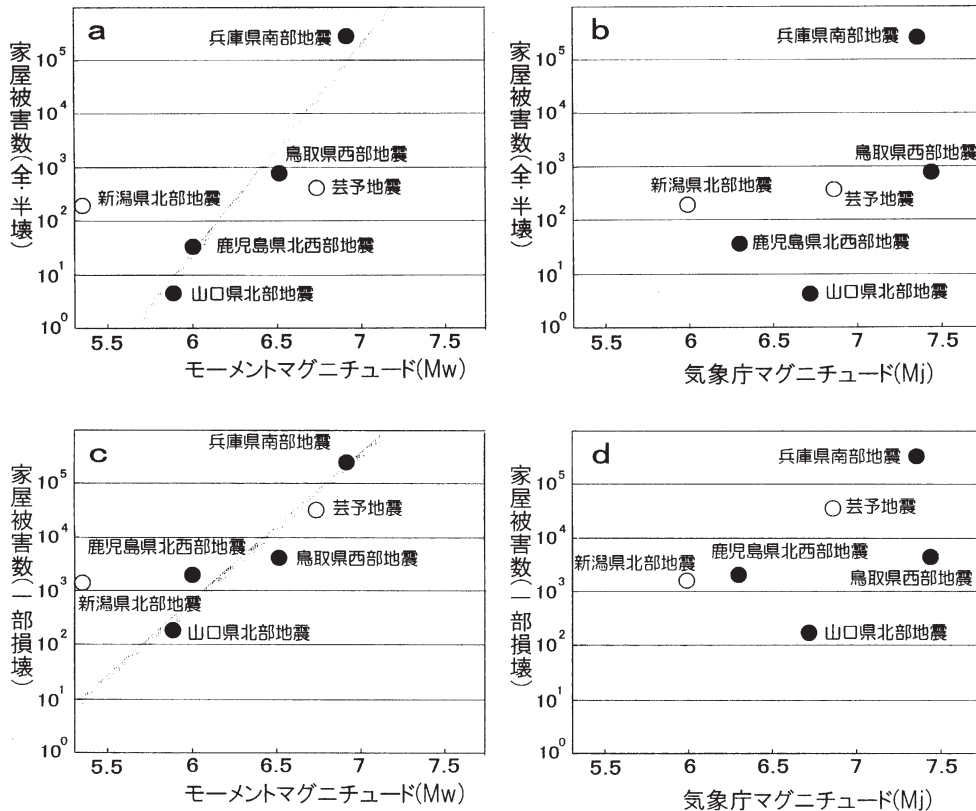 a
家屋被害数(全・半壊)
10⁵
10⁴
10³
10²
10¹
10⁰
兵庫県南部地震
鳥取県西部地震
新潟県北部地震
芸予地震
鹿児島県北西部地震
山口県北部地震
5.5 6 6.5 7 7.5
モーメントマグニチュード(Mw)
b
家屋被害数(全・半壊)
10⁵
10⁴
10³
10²
10¹
10⁰
兵庫県南部地震
鳥取県西部地震
新潟県北部地震
芸予地震
鹿児島県北西部地震
山口県北部地震
5.5 6 6.5 7 7.5
気象庁マグニチュード(Mj)
c
家屋被害数(一部損壊)
10⁵
10⁴
10³
10²
10¹
10⁰
兵庫県南部地震
芸予地震
鹿児島県北西部地震
鳥取県西部地震
新潟県北部地震
山口県北部地震
5.5 6 6.5 7 7.5
モーメントマグニチュード(Mw)
d
家屋被害数(一部損壊)
10⁵
10⁴
10³
10²
10¹
10⁰
兵庫県南部地震
芸予地震
鹿児島県北西部地震
新潟県北部地震
鳥取県西部地震
山口県北部地震
5.5 6 6.5 7 7.5
気象庁マグニチュード(Mj)